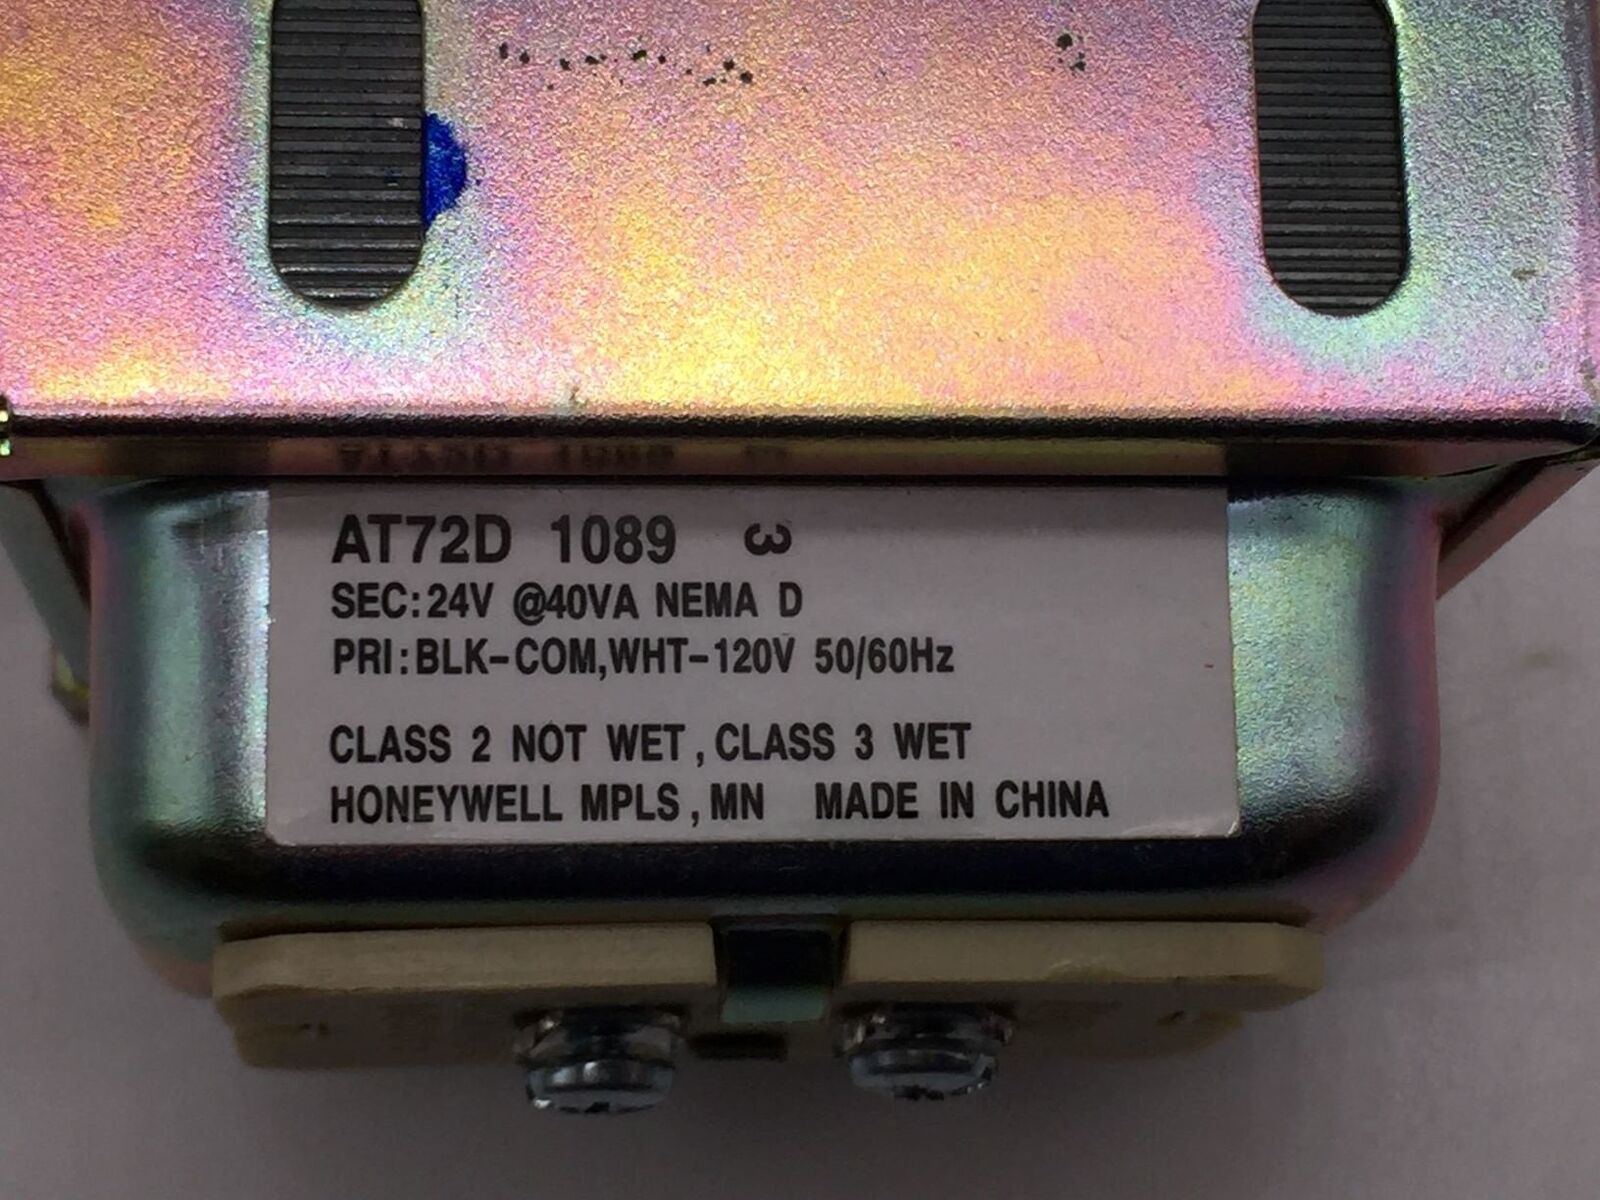 AT72D 1089 3
SEC:24V @40VA NEMA D
PRI:BLK-COM,WHT-120V 50/60Hz
CLASS 2 NOT WET, CLASS 3 WET
HONEYWELL MPLS, MN MADE IN CHINA